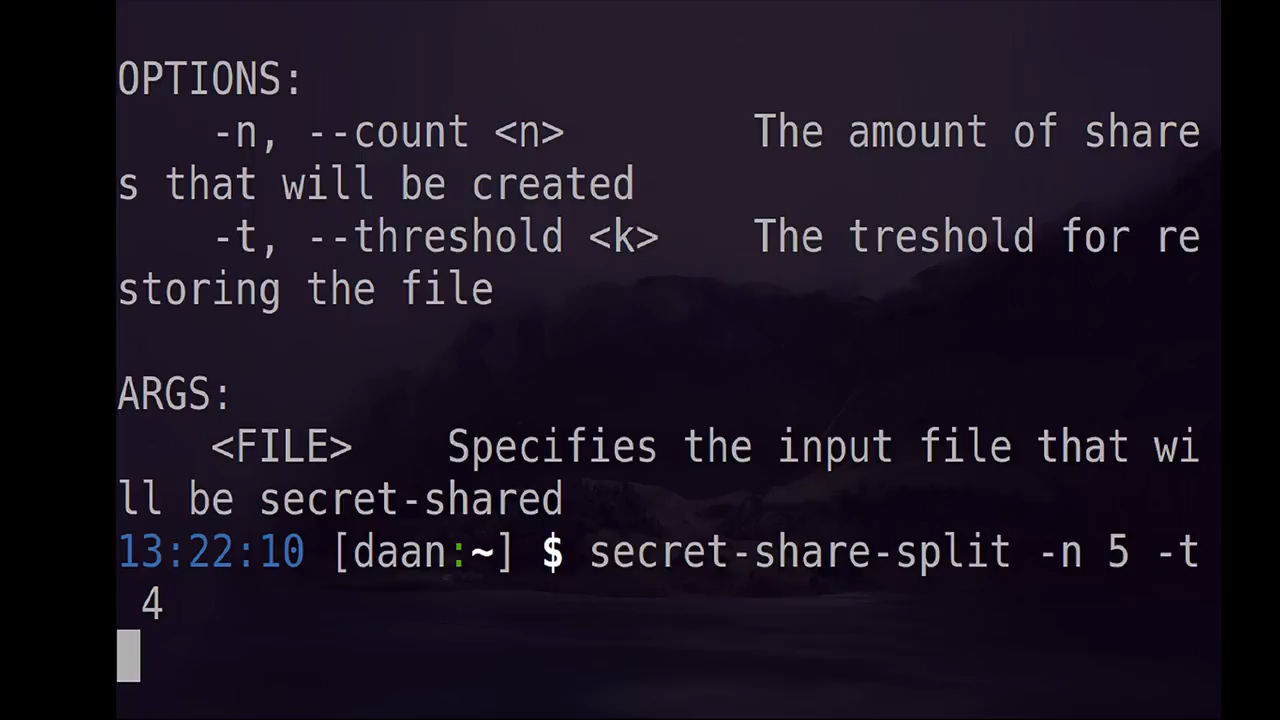 OPTIONS:
    -n, --count <n>        The amount of share
s that will be created
    -t, --threshold <k>    The treshold for re
storing the file

ARGS:
    <FILE>    Specifies the input file that wi
ll be secret-shared
13:22:10 [daan:~] $ secret-share-split -n 5 -t
 4